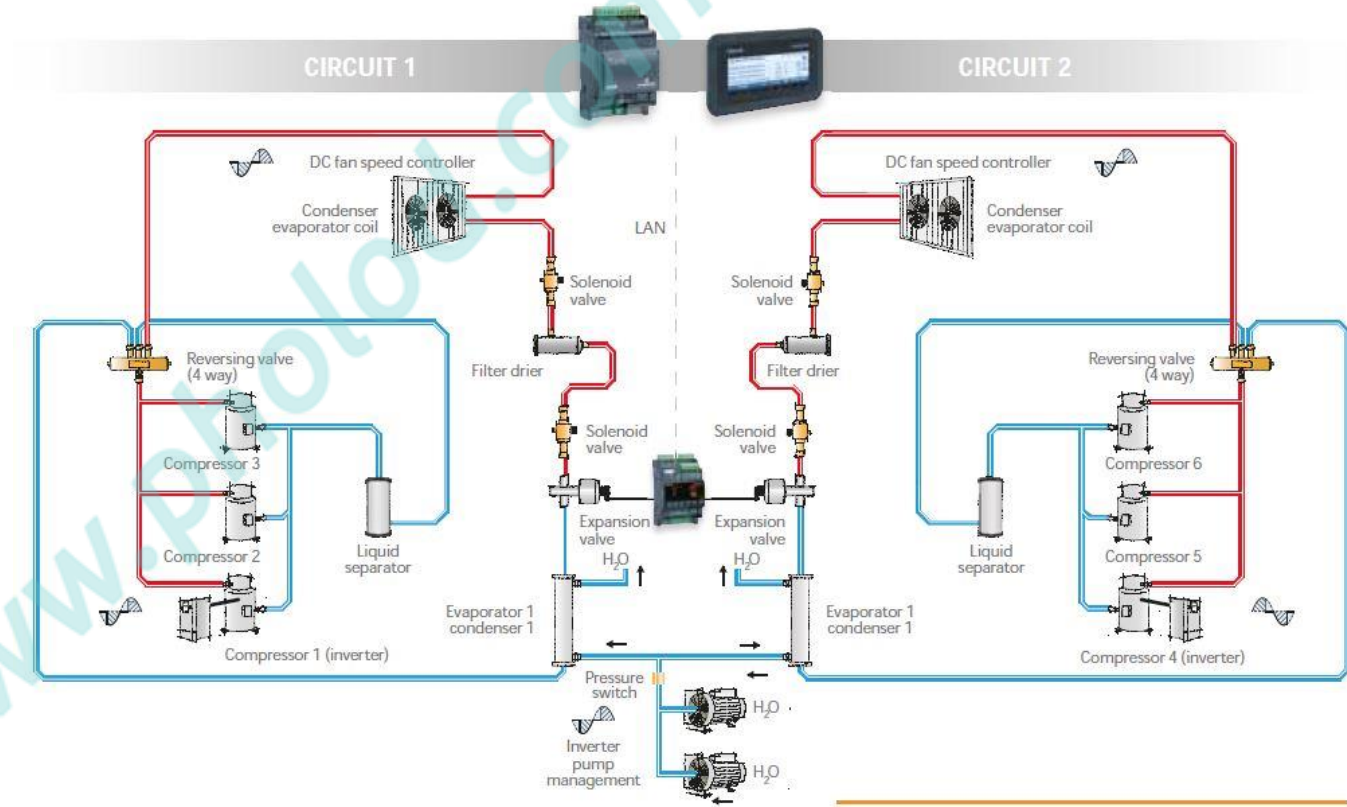 CIRCUIT 1
CIRCUIT 2
DC fan speed controller
Condenser
evaporator coil
LAN
DC fan speed controller
Condenser
evaporator coil
Solenoid
valve
Solenoid
valve
Reversing valve
(4 way)
Filter drier
Filter drier
Reversing valve
(4 way)
Solenoid
valve
Solenoid
valve
Compressor 3
Compressor 6
Expansion
valve
Expansion
valve
Compressor 2
Liquid
separator
H2O
H2O
Liquid
separator
Compressor 5
Evaporator 1
condenser 1
Evaporator 1
condenser 1
Compressor 1 (inverter)
Compressor 4 (inverter)
Pressure
switch
H2O
Inverter
pump
management
H2O
www.pholod.com